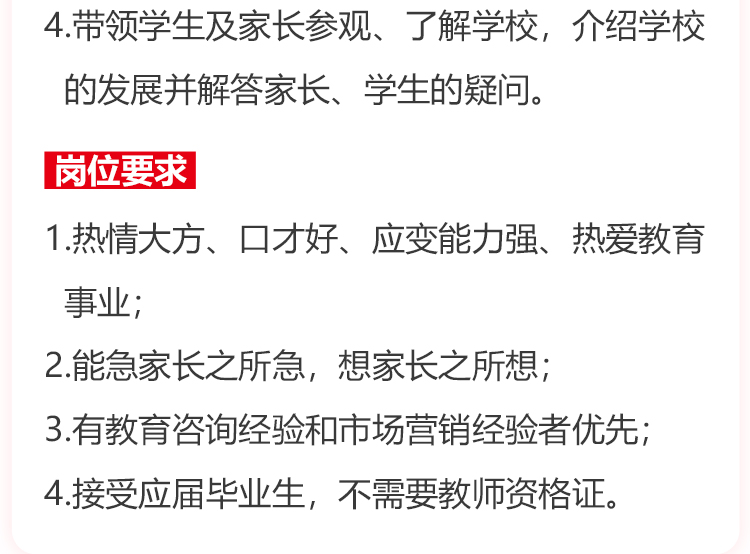 4.带领学生及家长参观、了解学校，介绍学校
的发展并解答家长、学生的疑问。
岗位要求
1.热情大方、口才好、应变能力强、热爱教育
事业；
2.能急家长之所急，想家长之所想；
3.有教育咨询经验和市场营销经验者优先；
4.接受应届毕业生，不需要教师资格证。